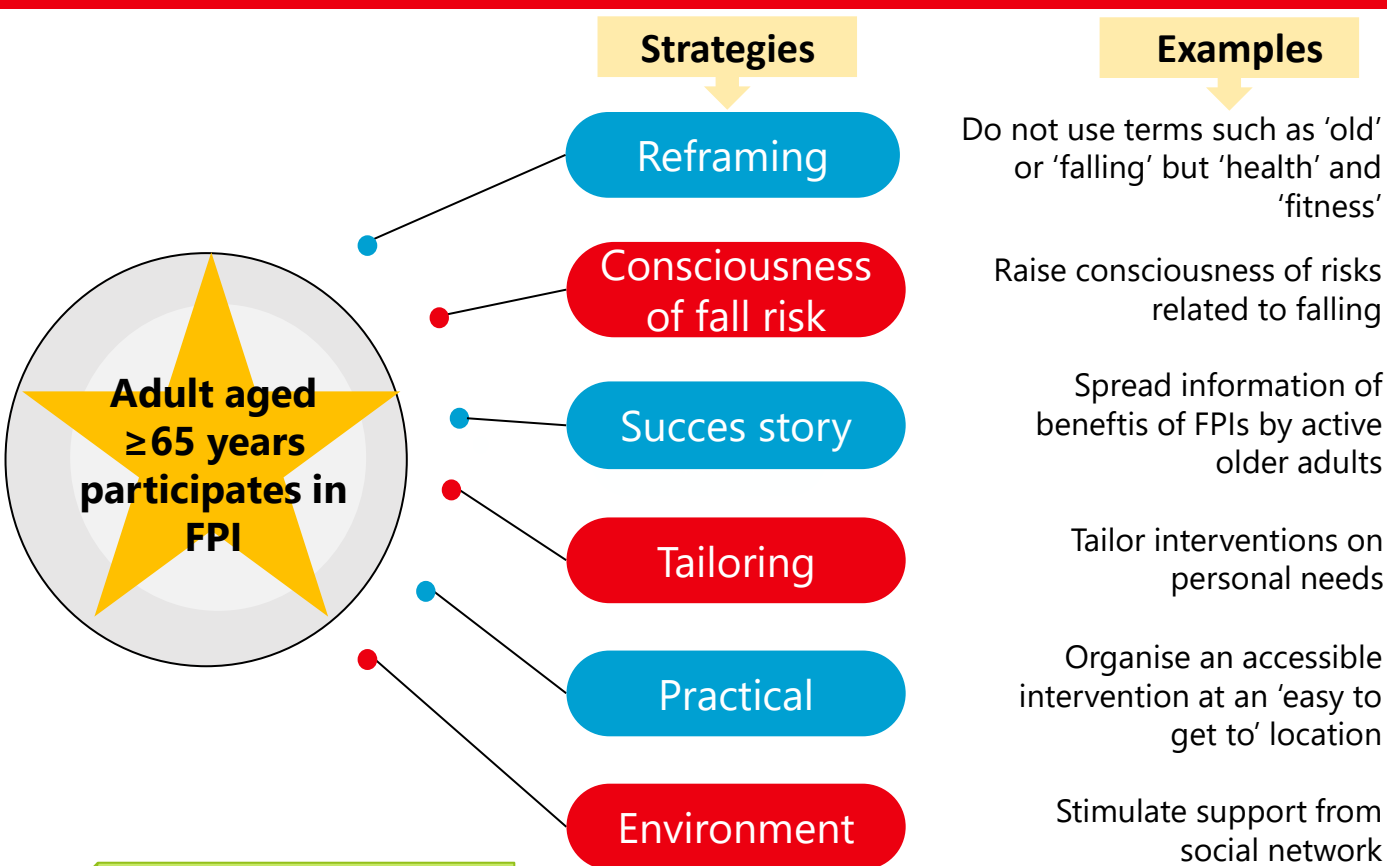 Strategies
Examples
Reframing
Do not use terms such as ‘old’
or ‘falling’ but ‘health’ and
‘fitness’
Consciousness
of fall risk
Raise consciousness of risks
related to falling
Adult aged
≥65 years
participates in
FPI
Succes story
Spread information of
beneftis of FPIs by active
older adults
Tailoring
Tailor interventions on
personal needs
Practical
Organise an accessible
intervention at an ‘easy to
get to’ location
Environment
Stimulate support from
social network